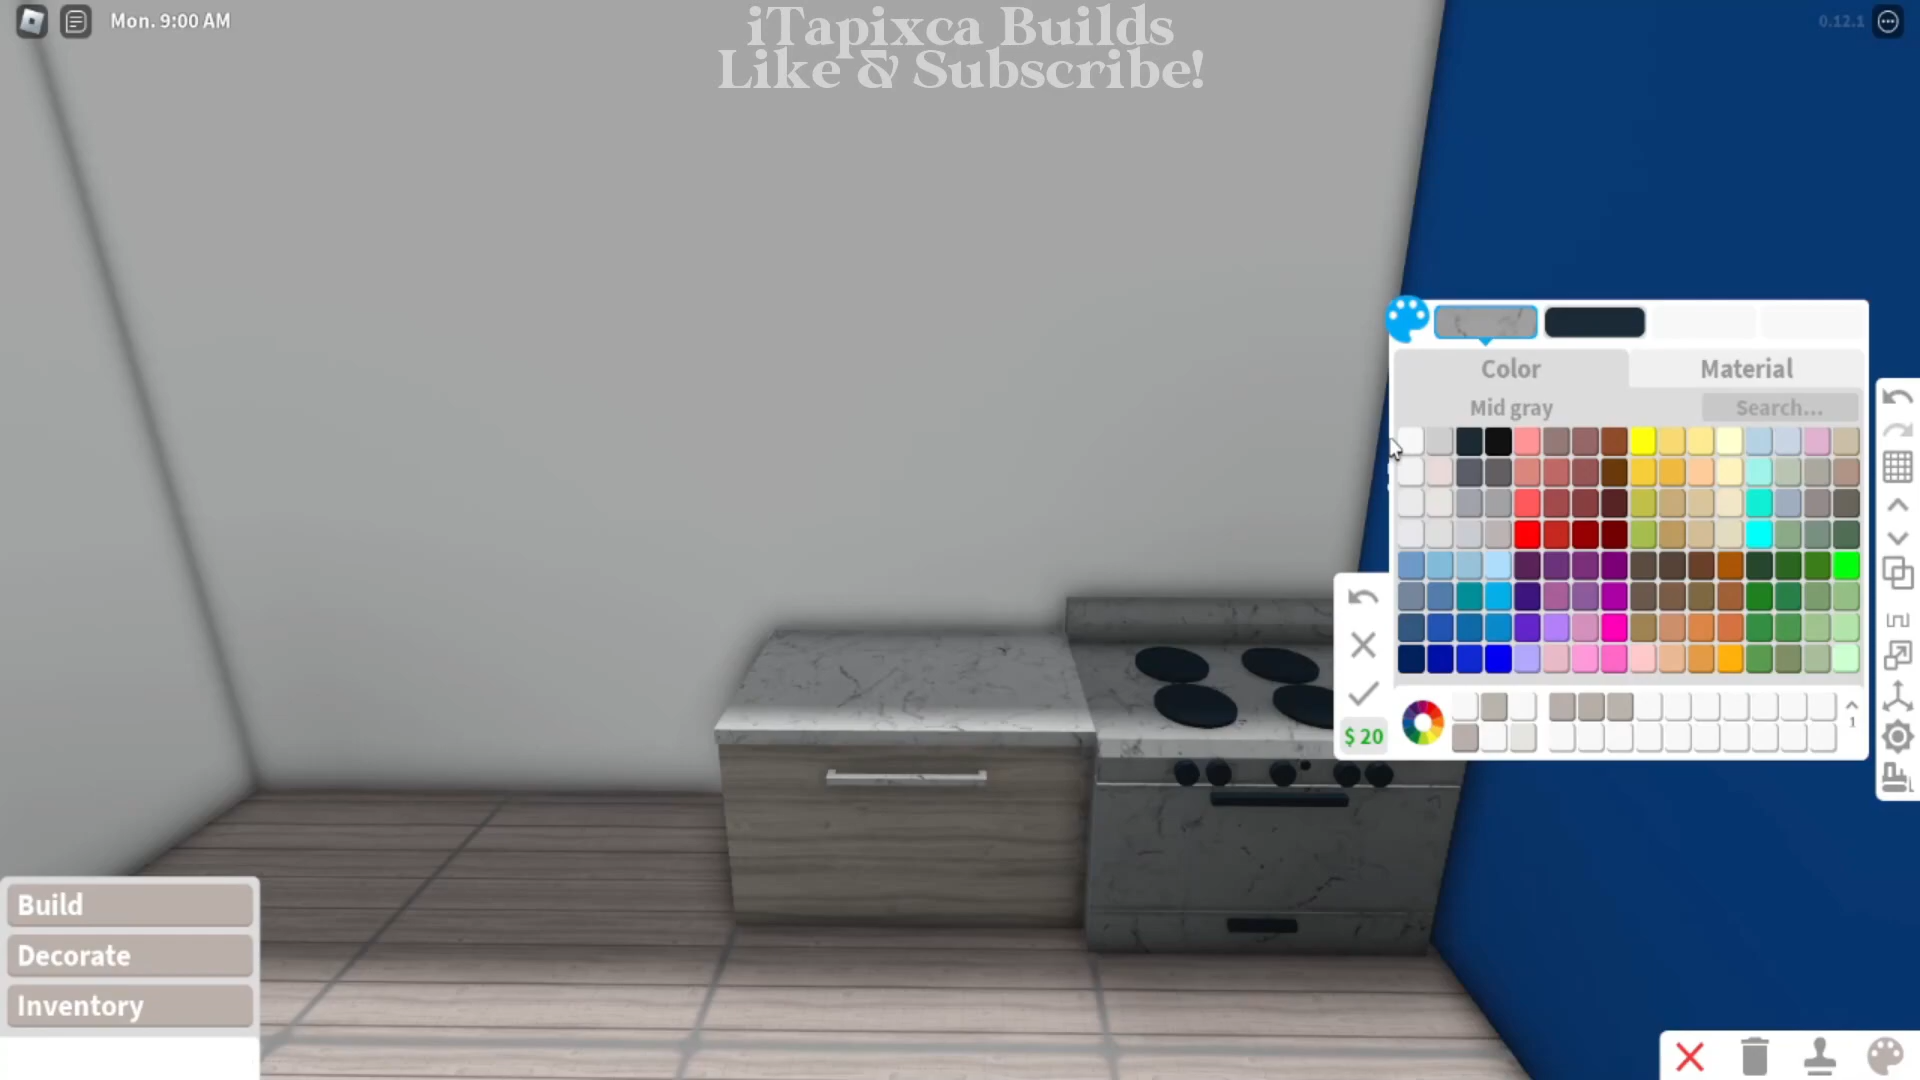 Mon. 9:00 AM
iTapixca Builds
Like & Subscribe!
0.12.1
Color
Material
Mid gray
Search...
$ 20
1
Build
Decorate
Inventory